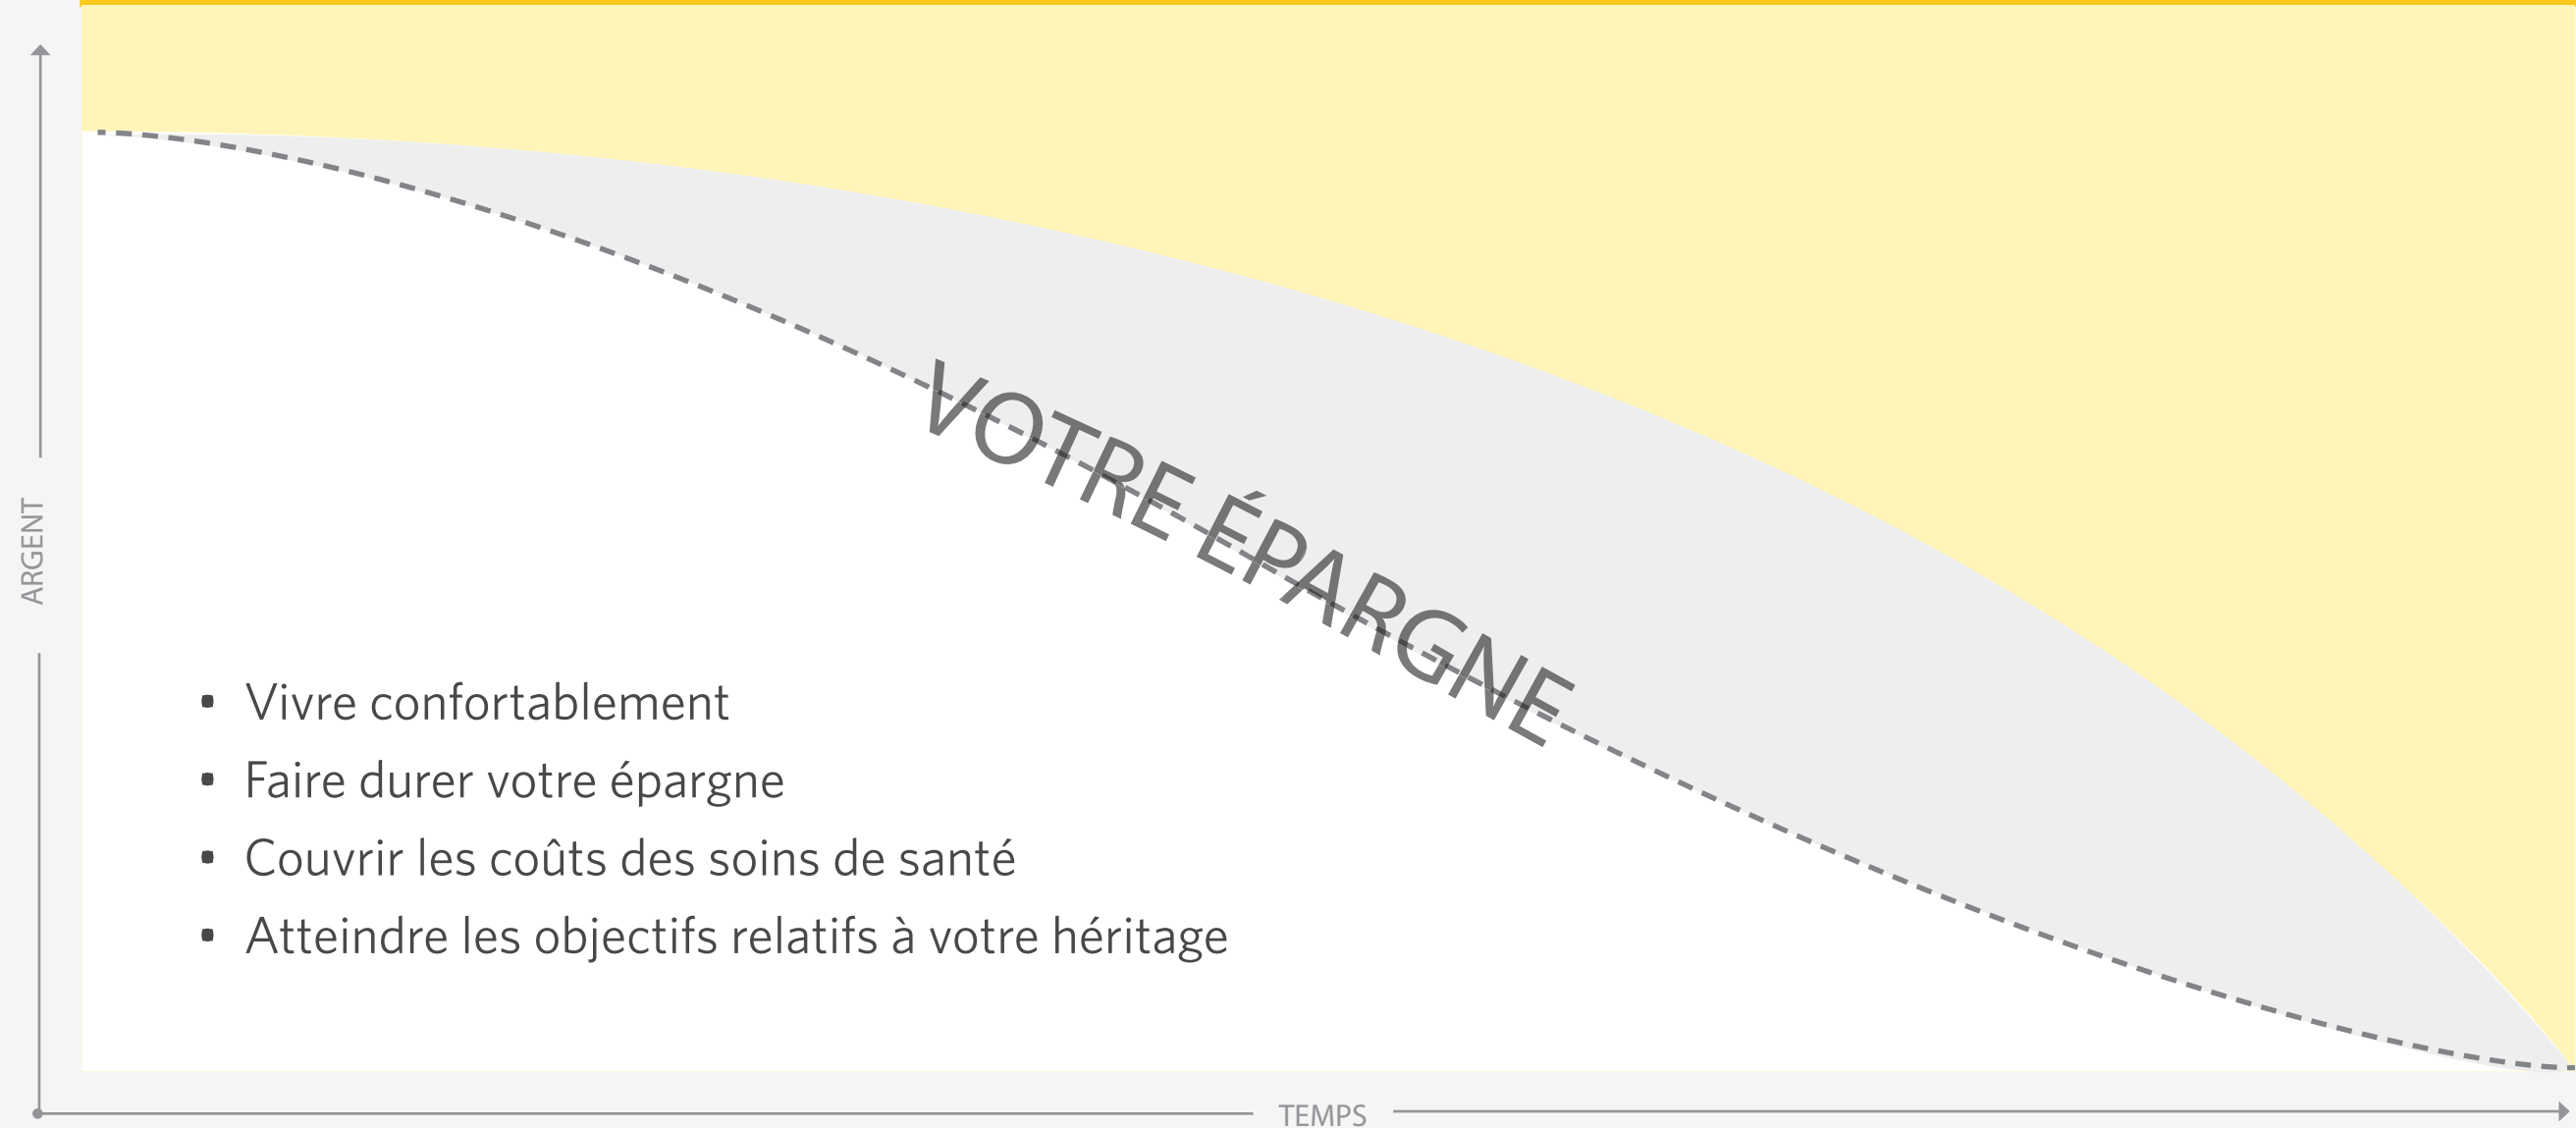 VOTRE ÉPARGNE
ARGENT
• Vivre confortablement
• Faire durer votre épargne
• Couvrir les coûts des soins de santé
• Atteindre les objectifs relatifs à votre héritage
TEMPS